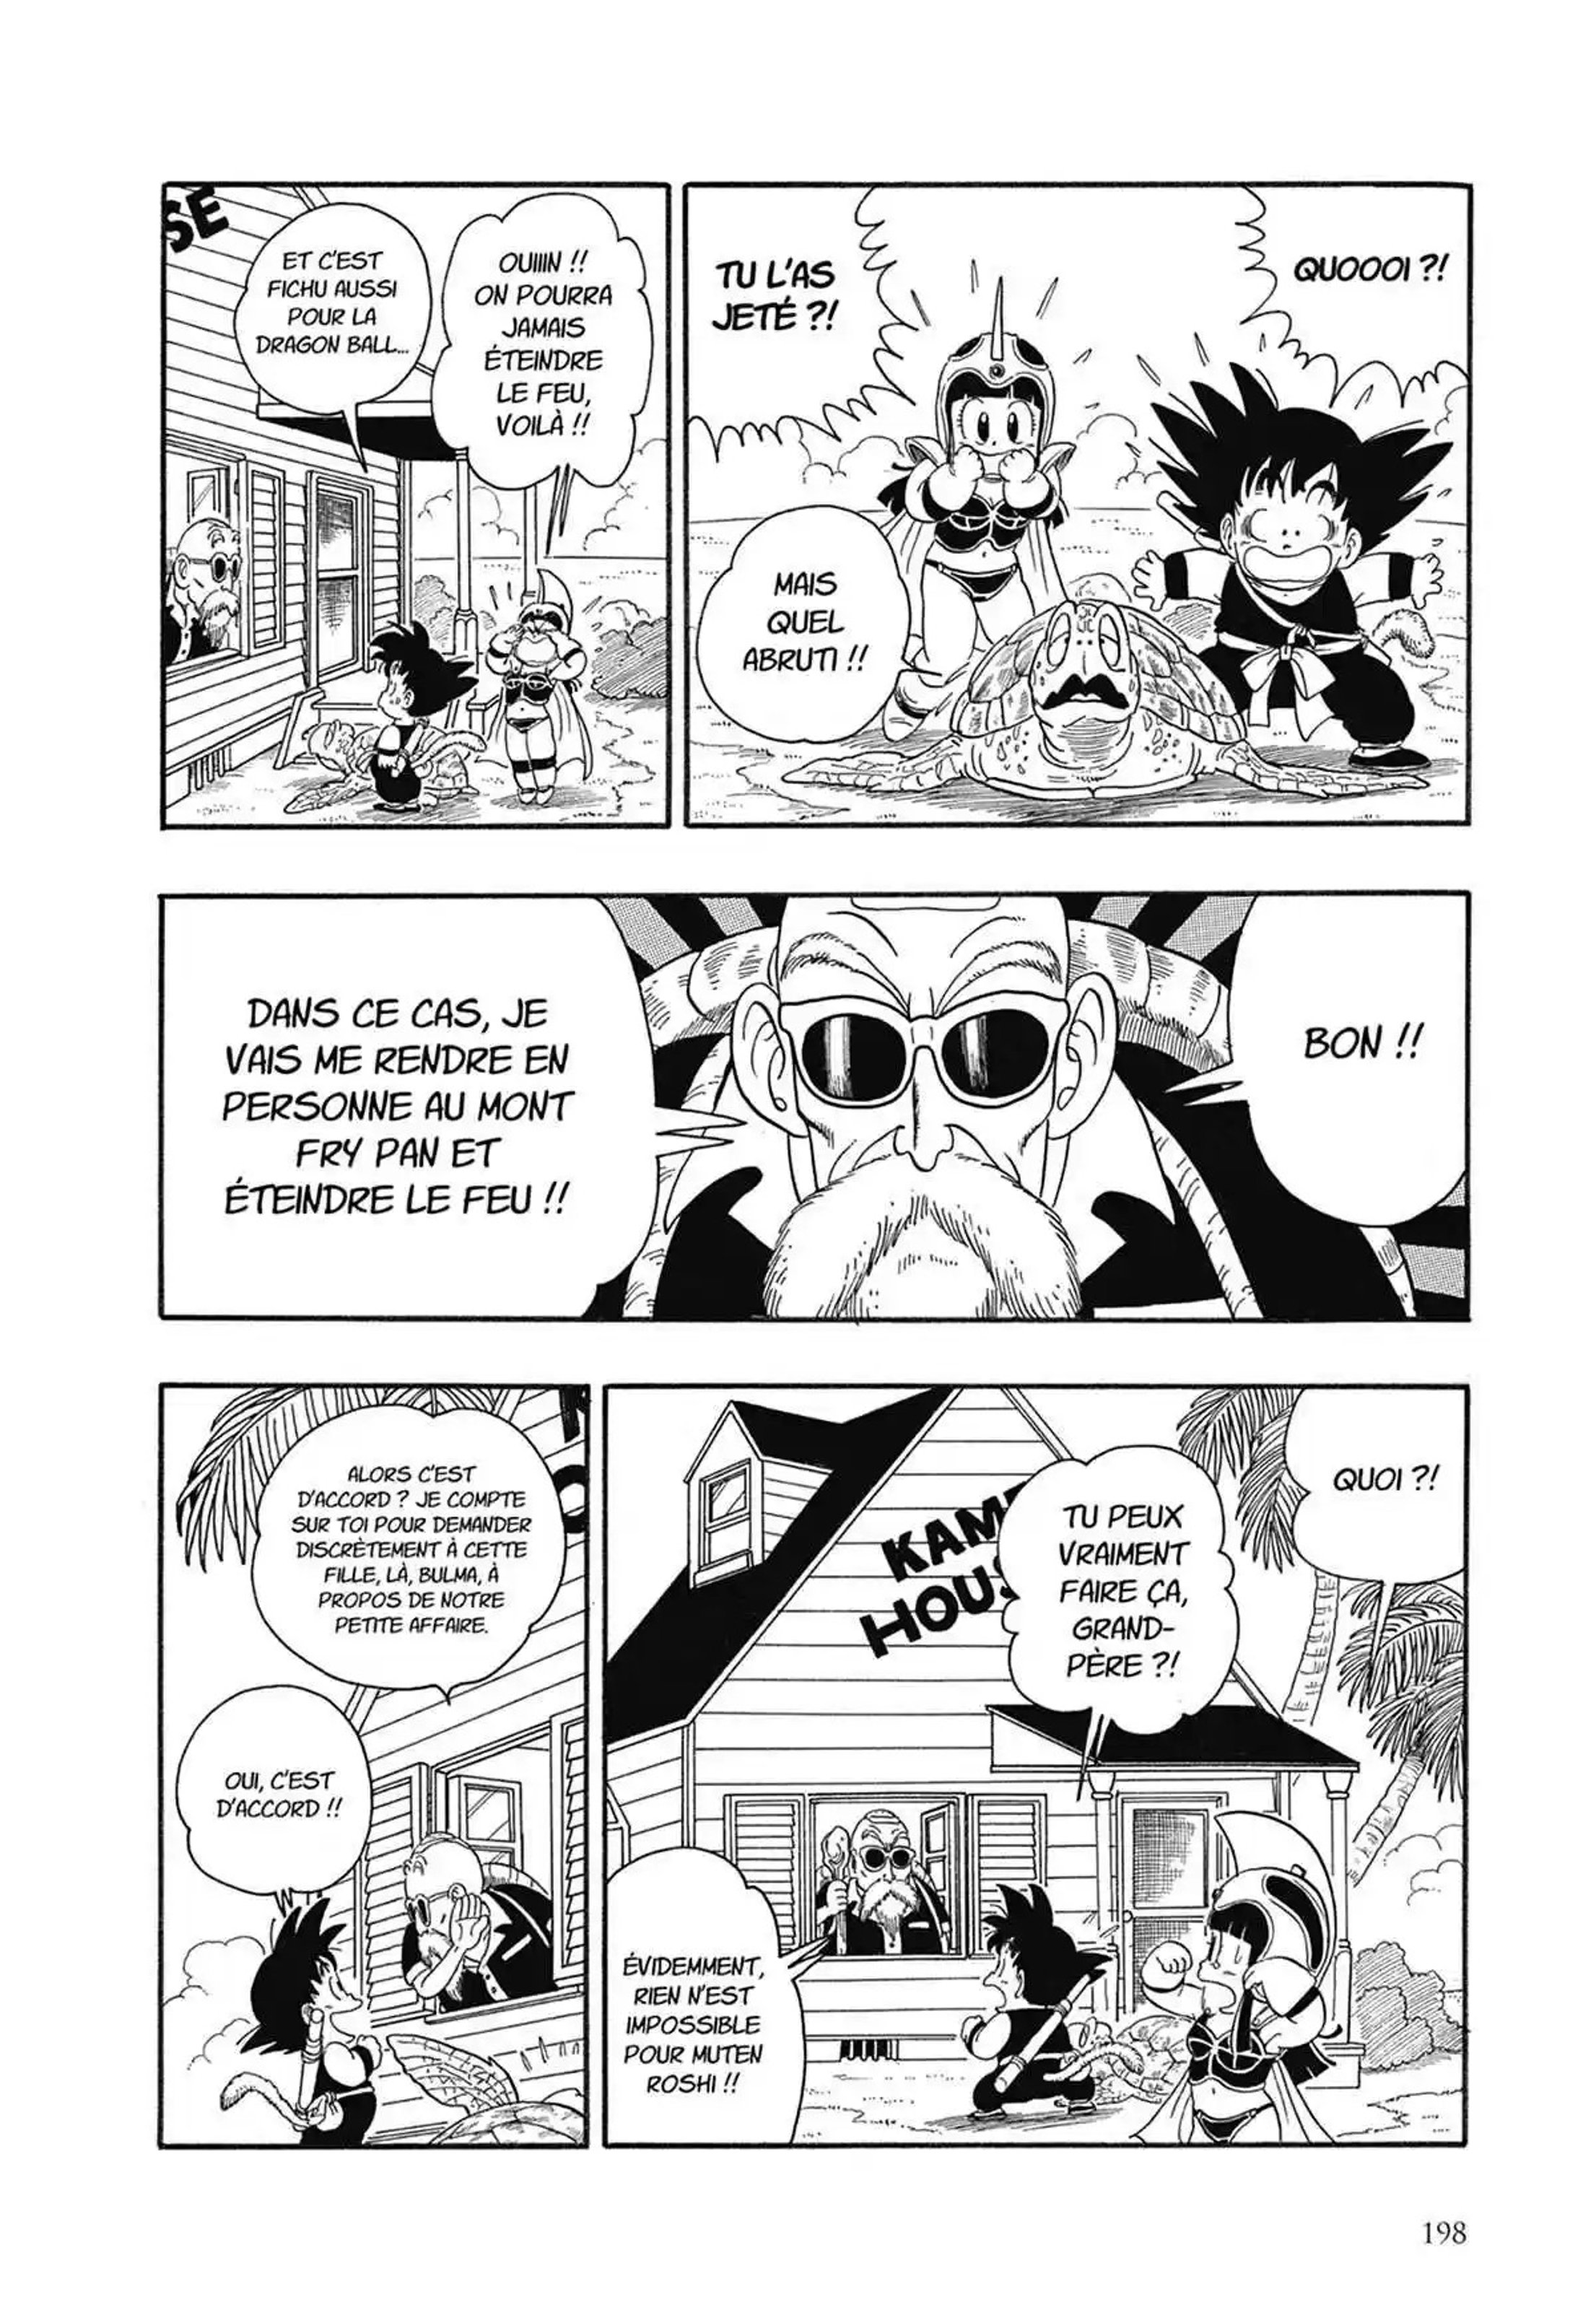 QUOOOI ?!
TU L'AS
JETÉ ?!
MAIS
QUEL
ABRUTI !!
OUIIIN !!
ON POURRA
JAMAIS
ÉTEINDRE
LE FEU,
VOILÀ !!
ET C'EST
FICHU AUSSI
POUR LA
DRAGON BALL...
SE
BON !!
DANS CE CAS, JE
VAIS ME RENDRE EN
PERSONNE AU MONT
FRY PAN ET
ÉTEINDRE LE FEU !!
QUOI ?!
TU PEUX
VRAIMENT
FAIRE ÇA,
GRAND-
PÈRE ?!
KAM
HOUS
ÉVIDEMMENT,
RIEN N'EST
IMPOSSIBLE
POUR MUTEN
ROSHI !!
ALORS C'EST
D'ACCORD ? JE COMPTE
SUR TOI POUR DEMANDER
DISCRÈTEMENT À CETTE
FILLE, LÀ, BULMA, À
PROPOS DE NOTRE
PETITE AFFAIRE.
OUI, C'EST
D'ACCORD !!
198